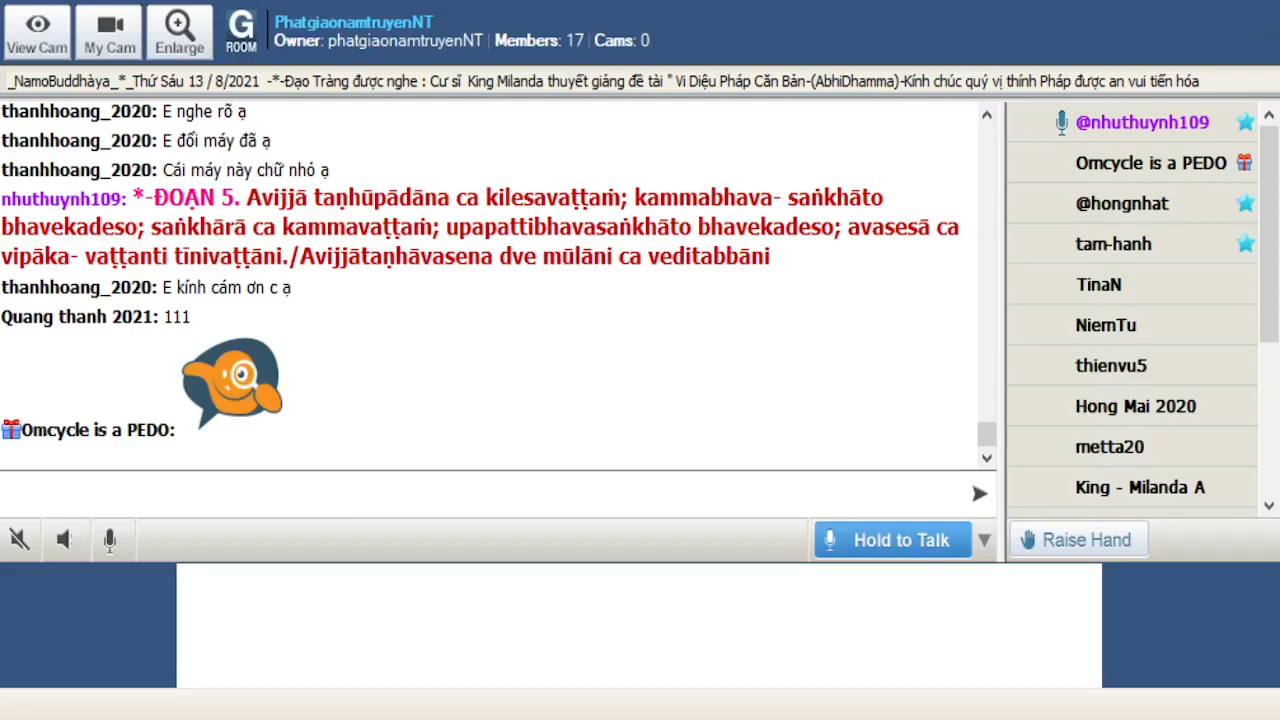 View Cam
My Cam
Enlarge
G
ROOM
PhatgiaonamtruyenNT
Owner: phatgiaonamtruyenNT | Members: 17 | Cams: 0
_NamoBuddhàya_*_Thứ Sáu 13 / 8/2021 -*-Đạo Tràng được nghe : Cư sĩ King Milanda thuyết giảng đề tài " Vi Diệu Pháp Căn Bản-(AbhiDhamma)-Kính chúc quý vị thính Pháp được an vui tiến hóa
thanhhoang_2020: E nghe rõ ạ
thanhhoang_2020: E đổi máy đã ạ
thanhhoang_2020: Cái máy này chữ nhỏ ạ
nhuthuynh109: *-ĐOẠN 5. Avijjā taṇhūpādāna ca kilesavaṭṭaṁ; kammabhava- saṅkhāto
bhavekadeso; saṅkhārā ca kammavaṭṭaṁ; upapattibhavasaṅkhāto bhavekadeso; avasesā ca
vipāka- vaṭṭanti tīnivaṭṭāni./Avijjātaṇhāvasena dve mūlāni ca veditabbāni
thanhhoang_2020: E kính cám ơn c ạ
Quang thanh 2021: 111
Omcycle is a PEDO:
Hold to Talk
@nhuthuynh109
Omcycle is a PEDO
@hongnhat
tam-hanh
TinaN
NiemTu
thienvu5
Hong Mai 2020
metta20
King - Milanda A
Raise Hand